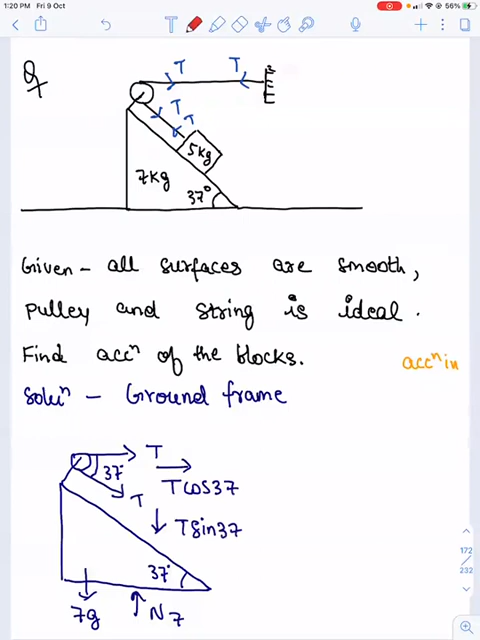 1:20 PM Fri 9 Oct
56%
T
Q
T
T
T
T
5kg
7kg
37°
Given- all surfaces are smooth,
pulley and string is ideal.
Find accⁿ of the blocks.
accⁿ in
Soluⁿ - Ground frame
T
37°
Tcos37
T
Tsin37
37°
7g
N7
172
232